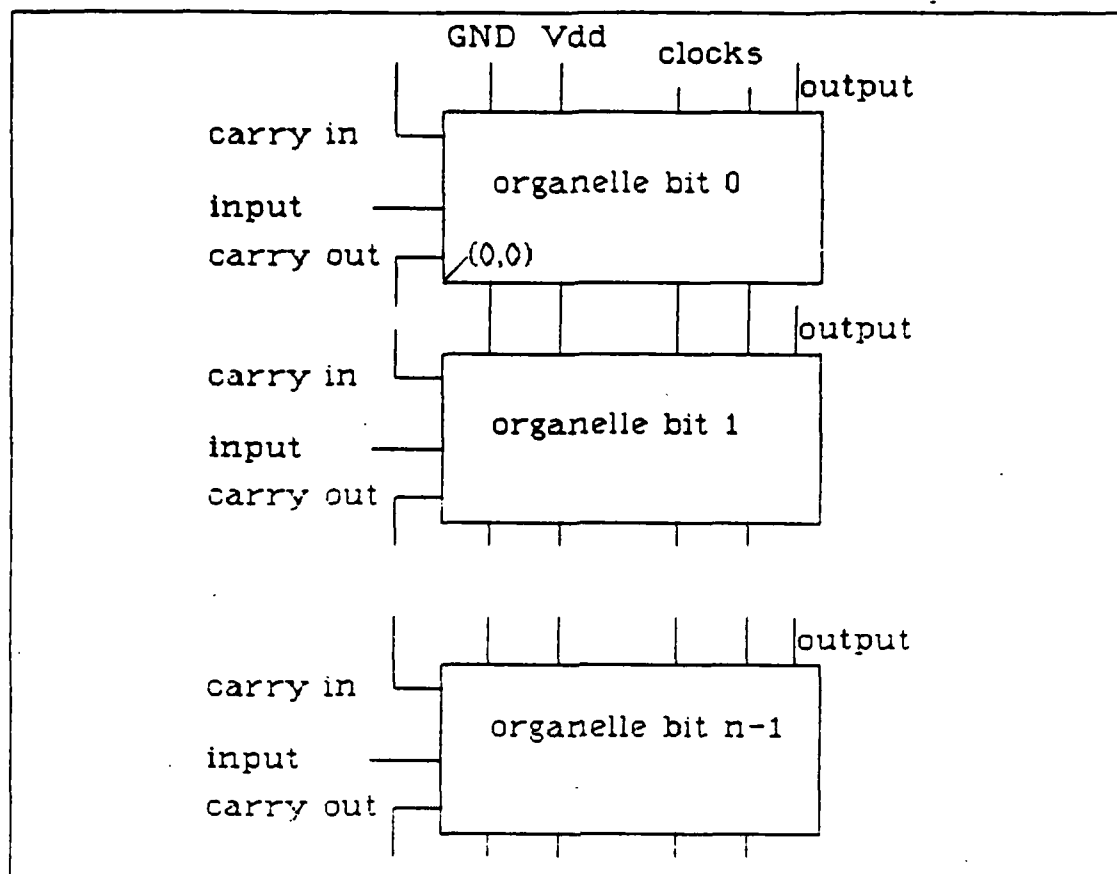 GND Vdd
clocks
output
carry in
organelle bit 0
input
carry out
(0,0)
output
carry in
organelle bit 1
input
carry out
output
carry in
organelle bit n-1
input
carry out